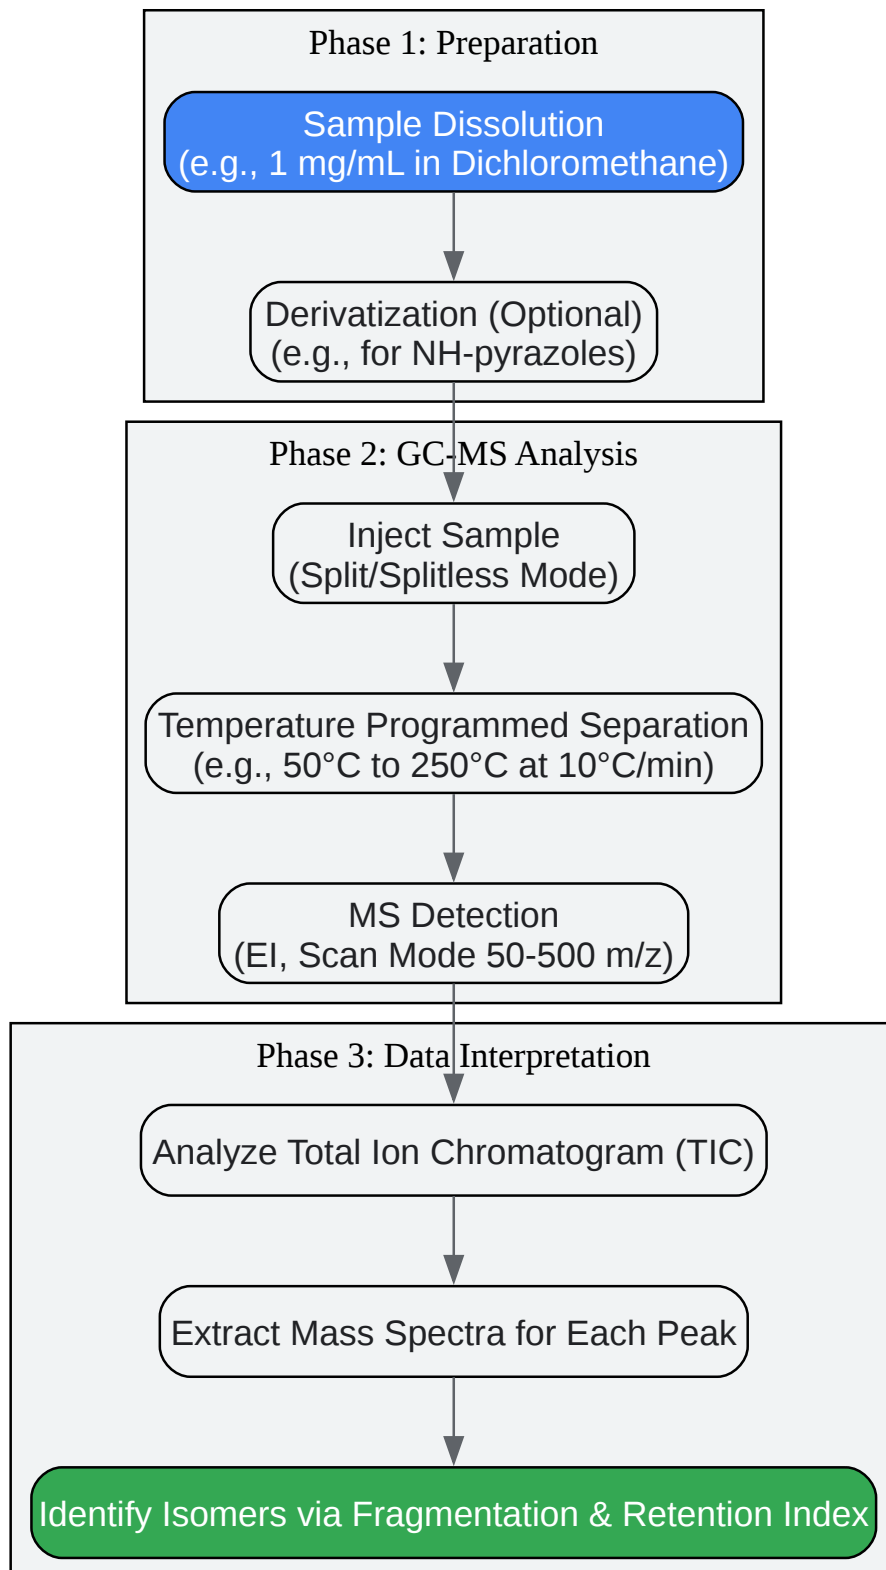 Phase 1: Preparation
Sample Dissolution
(e.g., 1 mg/mL in Dichloromethane)
Derivatization (Optional)
(e.g., for NH-pyrazoles)
Phase 2: GC-MS Analysis
Inject Sample
(Split/Splitless Mode)
Temperature Programmed Separation
(e.g., 50°C to 250°C at 10°C/min)
MS Detection
(EI, Scan Mode 50-500 m/z)
Phase 3: Data Interpretation
Analyze Total Ion Chromatogram (TIC)
Extract Mass Spectra for Each Peak
Identify Isomers via Fragmentation & Retention Index